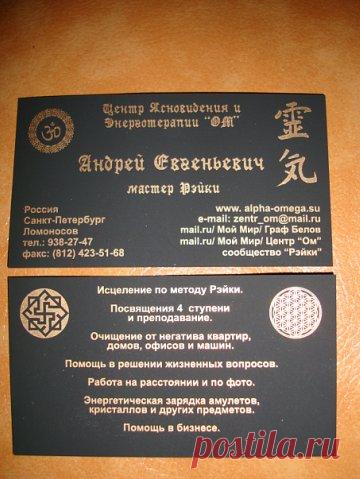 Центр Ясновидения и
Энерготерапии "ОМ"
ॐ
靈
気
Андрей Евгеньевич
мастер Рэйки
Россия
Санкт-Петербург
Ломоносов
тел.: 938-27-47
факс: (812) 423-51-68
www. alpha-omega.su
e-mail: zentr_om@mail.ru
mail.ru/ Мой Мир/ Граф Белов
mail.ru/ Мой Мир/ Центр "Ом"
сообщество "Рэйки"
Исцеление по методу Рэйки.
Посвящения 4 ступени
и преподавание.
Очищение от негатива квартир,
домов, офисов и машин.
Помощь в решении жизненных вопросов.
Работа на расстоянии и по фото.
Энергетическая зарядка амулетов,
кристаллов и других предметов.
Помощь в бизнесе.
postila.ru